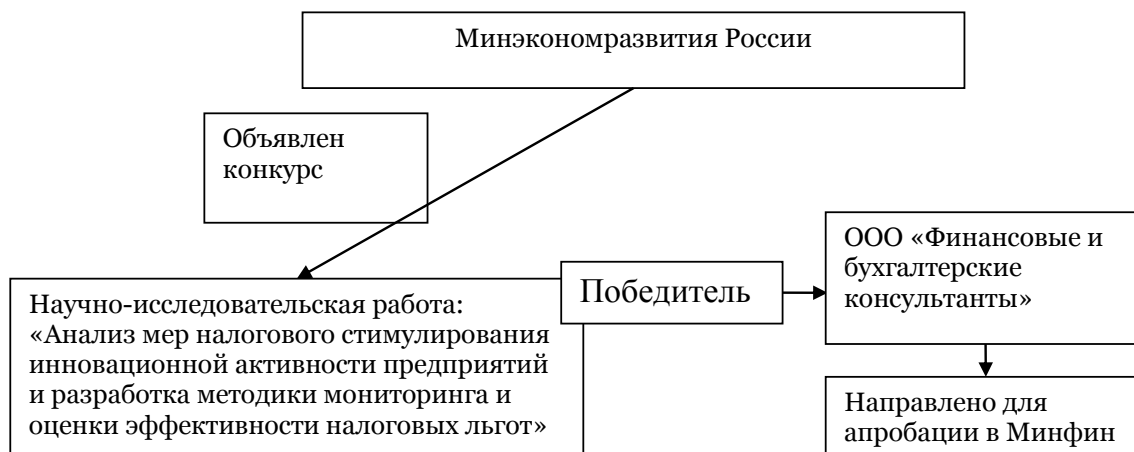 Минэкономразвития России
Объявлен
конкурс
Научно-исследовательская работа:
«Анализ мер налогового стимулирования
инновационной активности предприятий
и разработка методики мониторинга и
оценки эффективности налоговых льгот»
Победитель
ООО «Финансовые и
бухгалтерские
консультанты»
Направлено для
апробации в Минфин